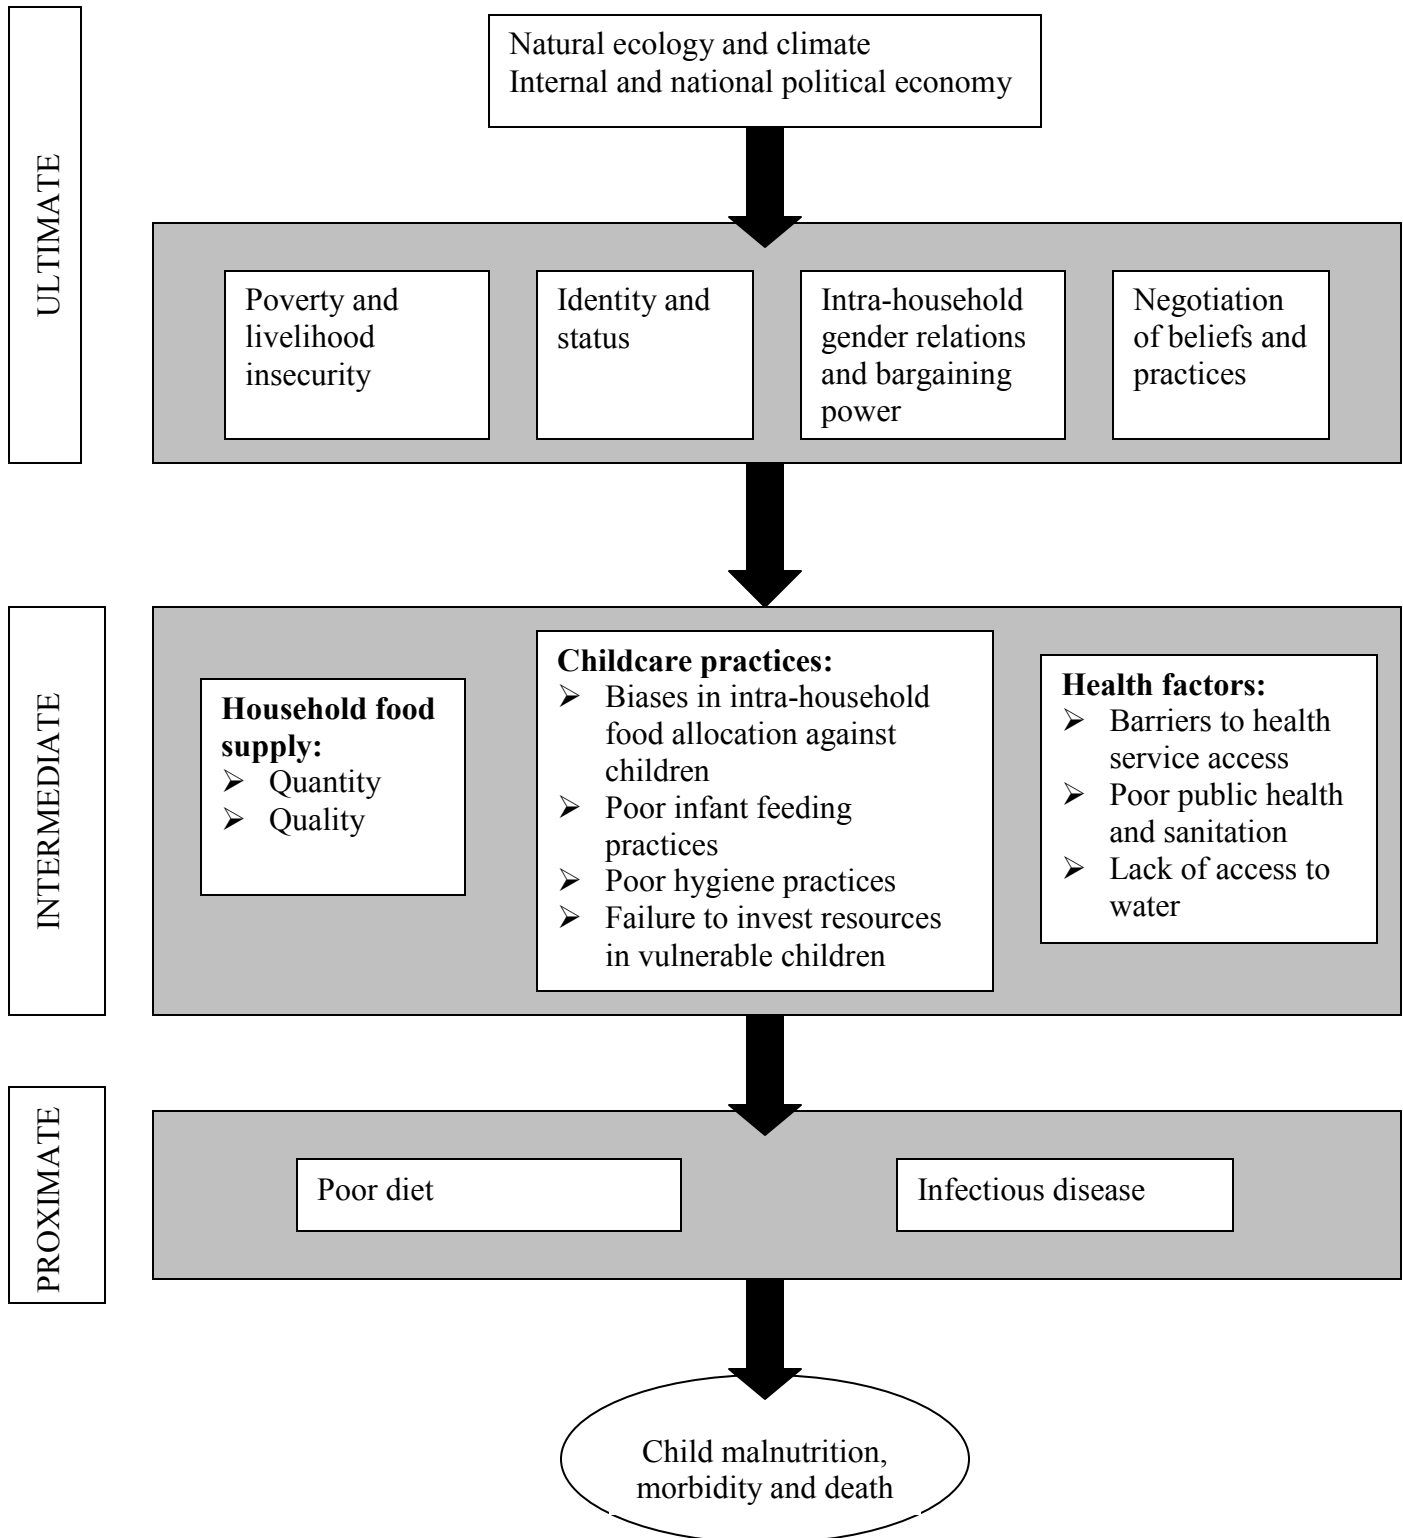 ULTIMATE
Natural ecology and climate
Internal and national political economy
Poverty and
livelihood
insecurity
Identity and
status
Intra-household
gender relations
and bargaining
power
Negotiation
of beliefs and
practices
INTERMEDIATE
Household food
supply:
➢ Quantity
➢ Quality
Childcare practices:
➢ Biases in intra-household
food allocation against
children
➢ Poor infant feeding
practices
➢ Poor hygiene practices
➢ Failure to invest resources
in vulnerable children
Health factors:
➢ Barriers to health
service access
➢ Poor public health
and sanitation
➢ Lack of access to
water
PROXIMATE
Poor diet
Infectious disease
Child malnutrition,
morbidity and death